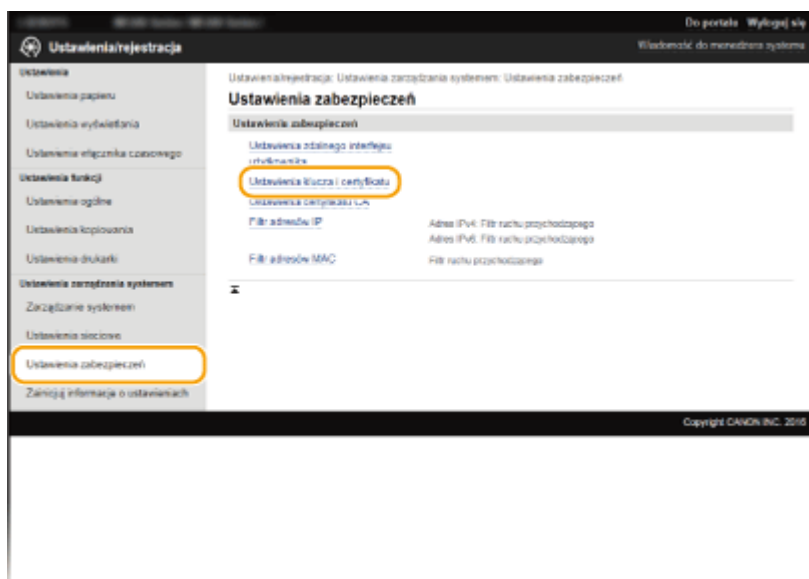 Do portalu Wyloguj się
Ustawienia/rejestracja
Wiadomość do menedżera systemu
Ustawienia
Ustawienia papieru
Ustawienia wyświetlania
Ustawienia włącznika czasowego
Ustawienia funkcji
Ustawienia ogólne
Ustawienia kopiowania
Ustawienia drukarki
Ustawienia zarządzania systemem
Zarządzanie systemem
Ustawienia sieciowe
Ustawienia zabezpieczeń
Zainicjuj informacje o ustawieniach
Ustawienia/rejestracja: Ustawienia zarządzania systemem: Ustawienia zabezpieczeń
Ustawienia zabezpieczeń
Ustawienia zabezpieczeń
Ustawienia zdalnego interfejsu
użytkownika
Ustawienia klucza i certyfikatu
Ustawienia certyfikatu CA
Filtr adresów IP
Adres IPv4: Filtr ruchu przychodzącego
Adres IPv6: Filtr ruchu przychodzącego
Filtr adresów MAC
Filtr ruchu przychodzącego
Copyright CANON INC. 2016